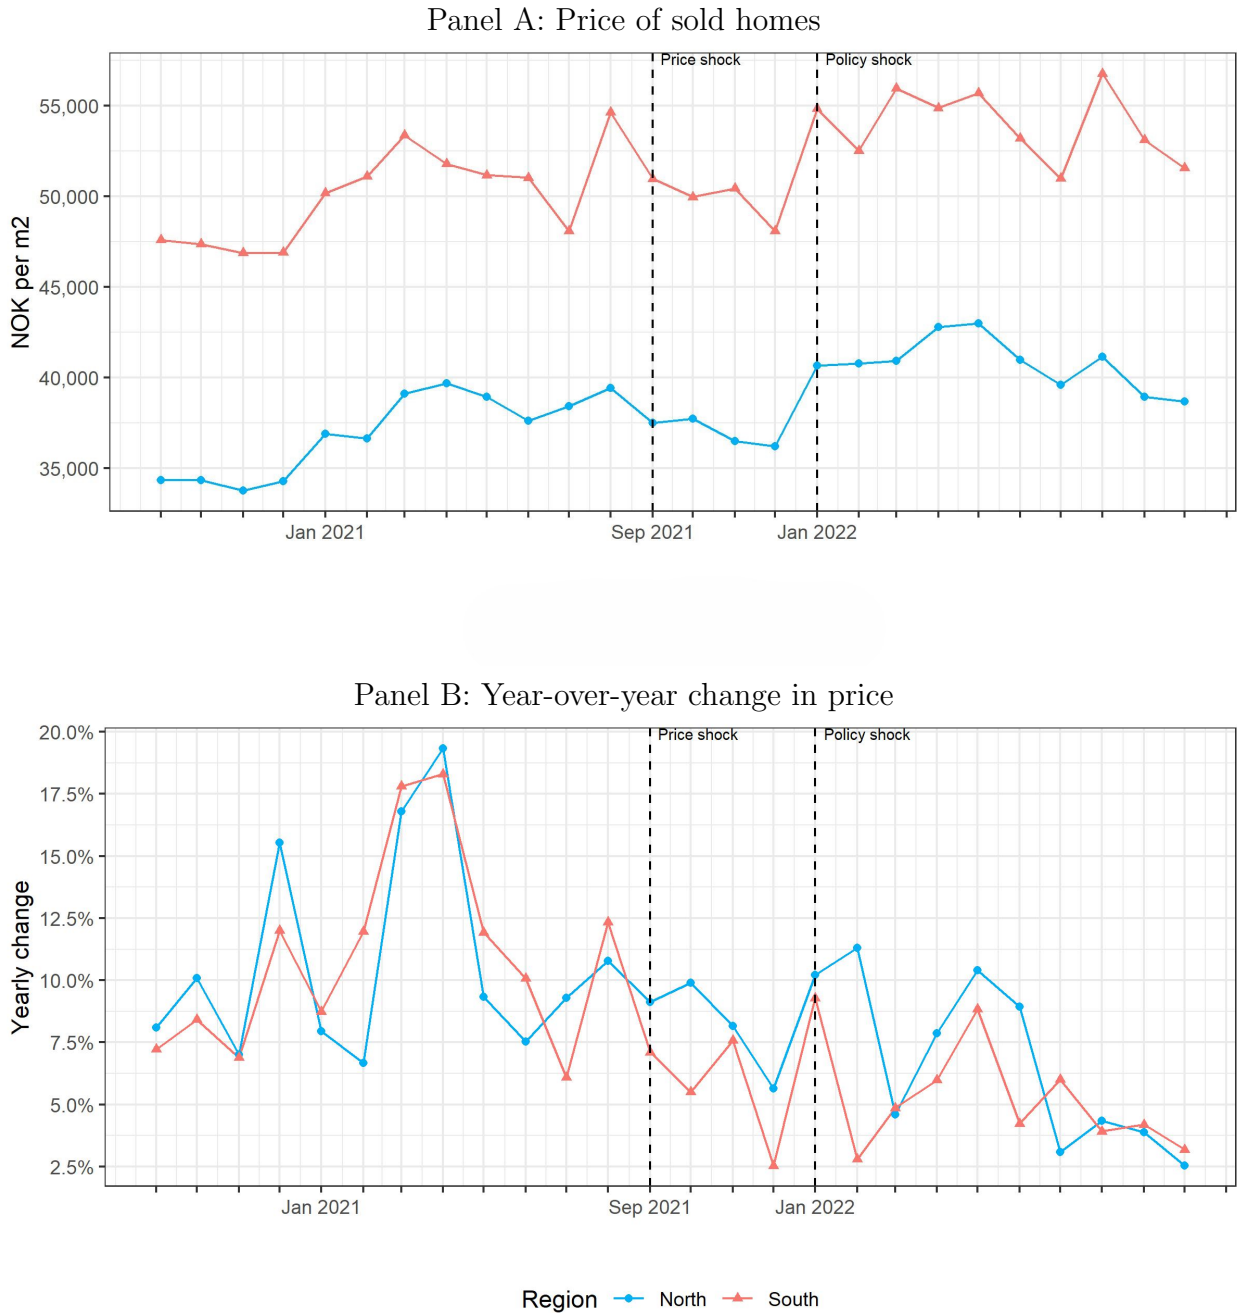 Panel A: Price of sold homes
Price shock
Policy shock
55,000
50,000
45,000
40,000
35,000
NOK per m2
Jan 2021
Sep 2021
Jan 2022
Panel B: Year-over-year change in price
Price shock
Policy shock
20.0%
17.5%
15.0%
12.5%
10.0%
7.5%
5.0%
2.5%
Yearly change
Jan 2021
Sep 2021
Jan 2022
Region North South